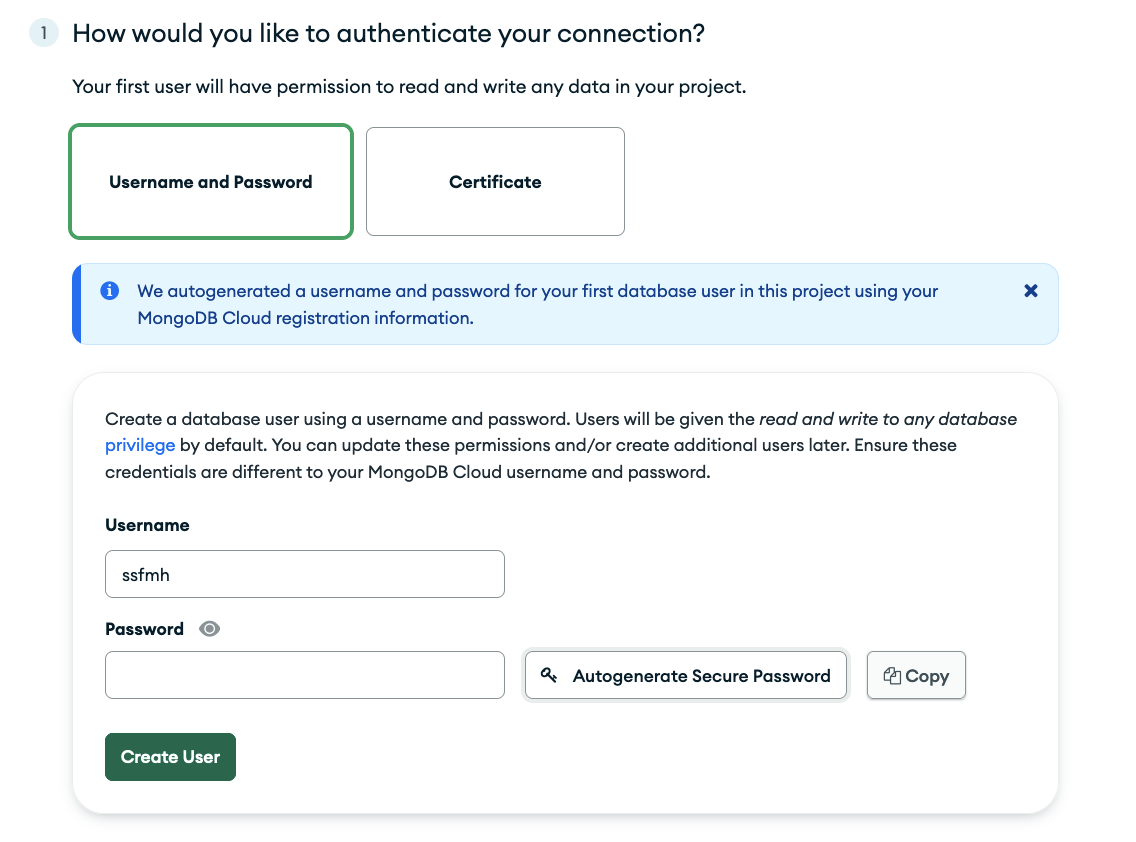 1 How would you like to authenticate your connection?
Your first user will have permission to read and write any data in your project.
Username and Password
Certificate
We autogenerated a username and password for your first database user in this project using your
MongoDB Cloud registration information.
Create a database user using a username and password. Users will be given the read and write to any database
privilege by default. You can update these permissions and/or create additional users later. Ensure these
credentials are different to your MongoDB Cloud username and password.
Username
ssfmh
Password
Autogenerate Secure Password
Copy
Create User